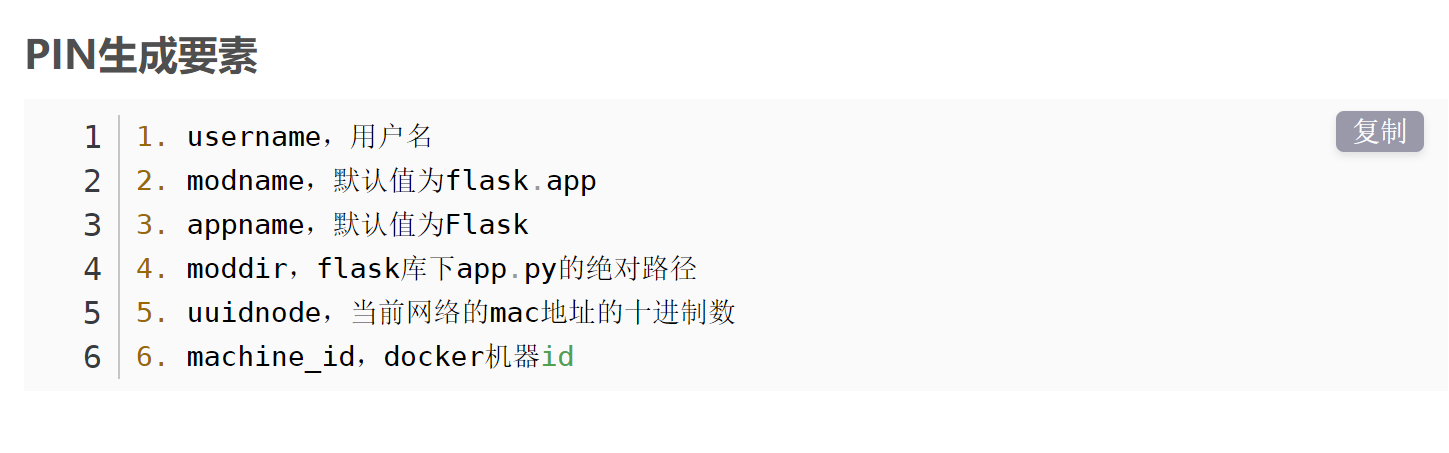 PIN生成要素
复制
1 1. username，用户名
2 2. modname，默认值为flask.app
3 3. appname，默认值为Flask
4 4. moddir，flask库下app.py的绝对路径
5 5. uuidnode，当前网络的mac地址的十进制数
6 6. machine_id，docker机器id